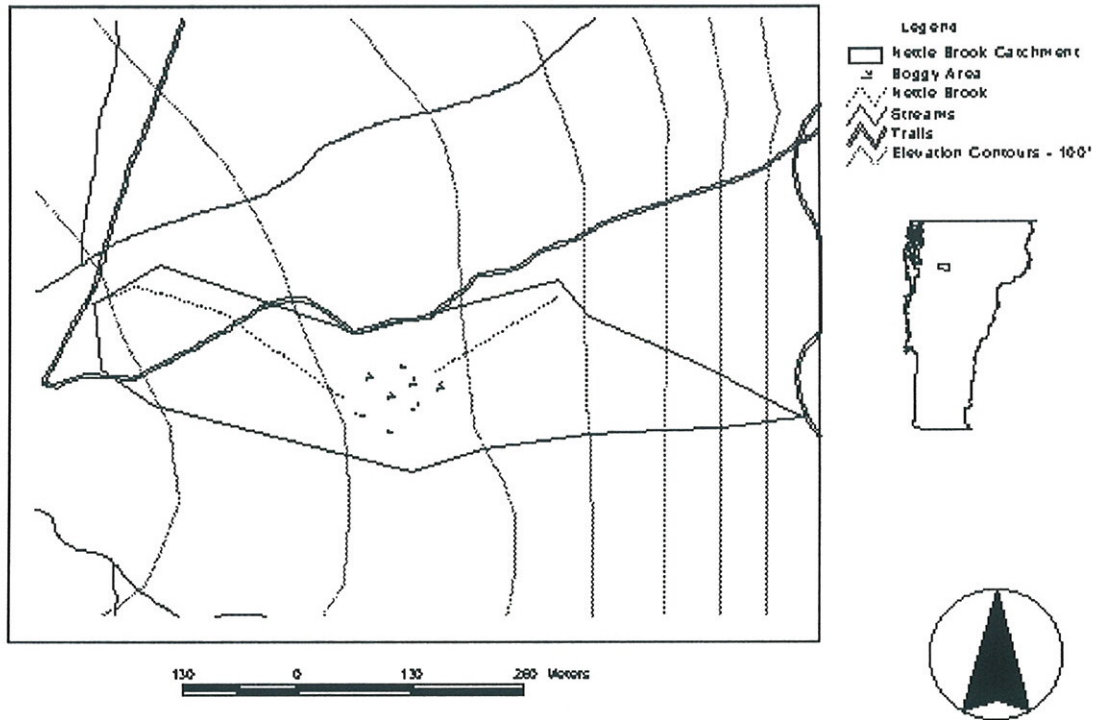 Legend
Kettle Brook Catchment
Boggy Area
Kettle Brook
Streams
Trails
Elevation Contours - 100'
130 0 130 260 Meters